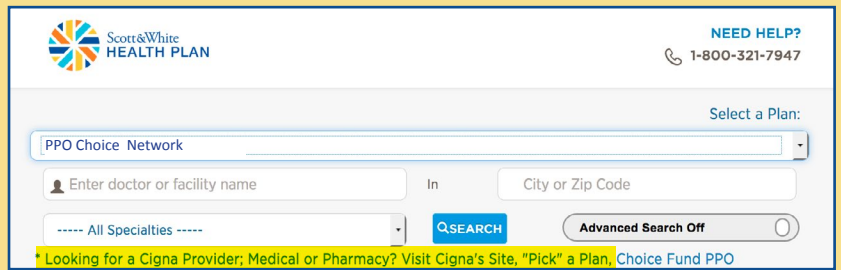 Scott&White
HEALTH PLAN
NEED HELP?
1-800-321-7947
Select a Plan:
PPO Choice Network
Enter doctor or facility name
In
City or Zip Code
----- All Specialties -----
SEARCH
Advanced Search Off
* Looking for a Cigna Provider; Medical or Pharmacy? Visit Cigna's Site, "Pick" a Plan, Choice Fund PPO